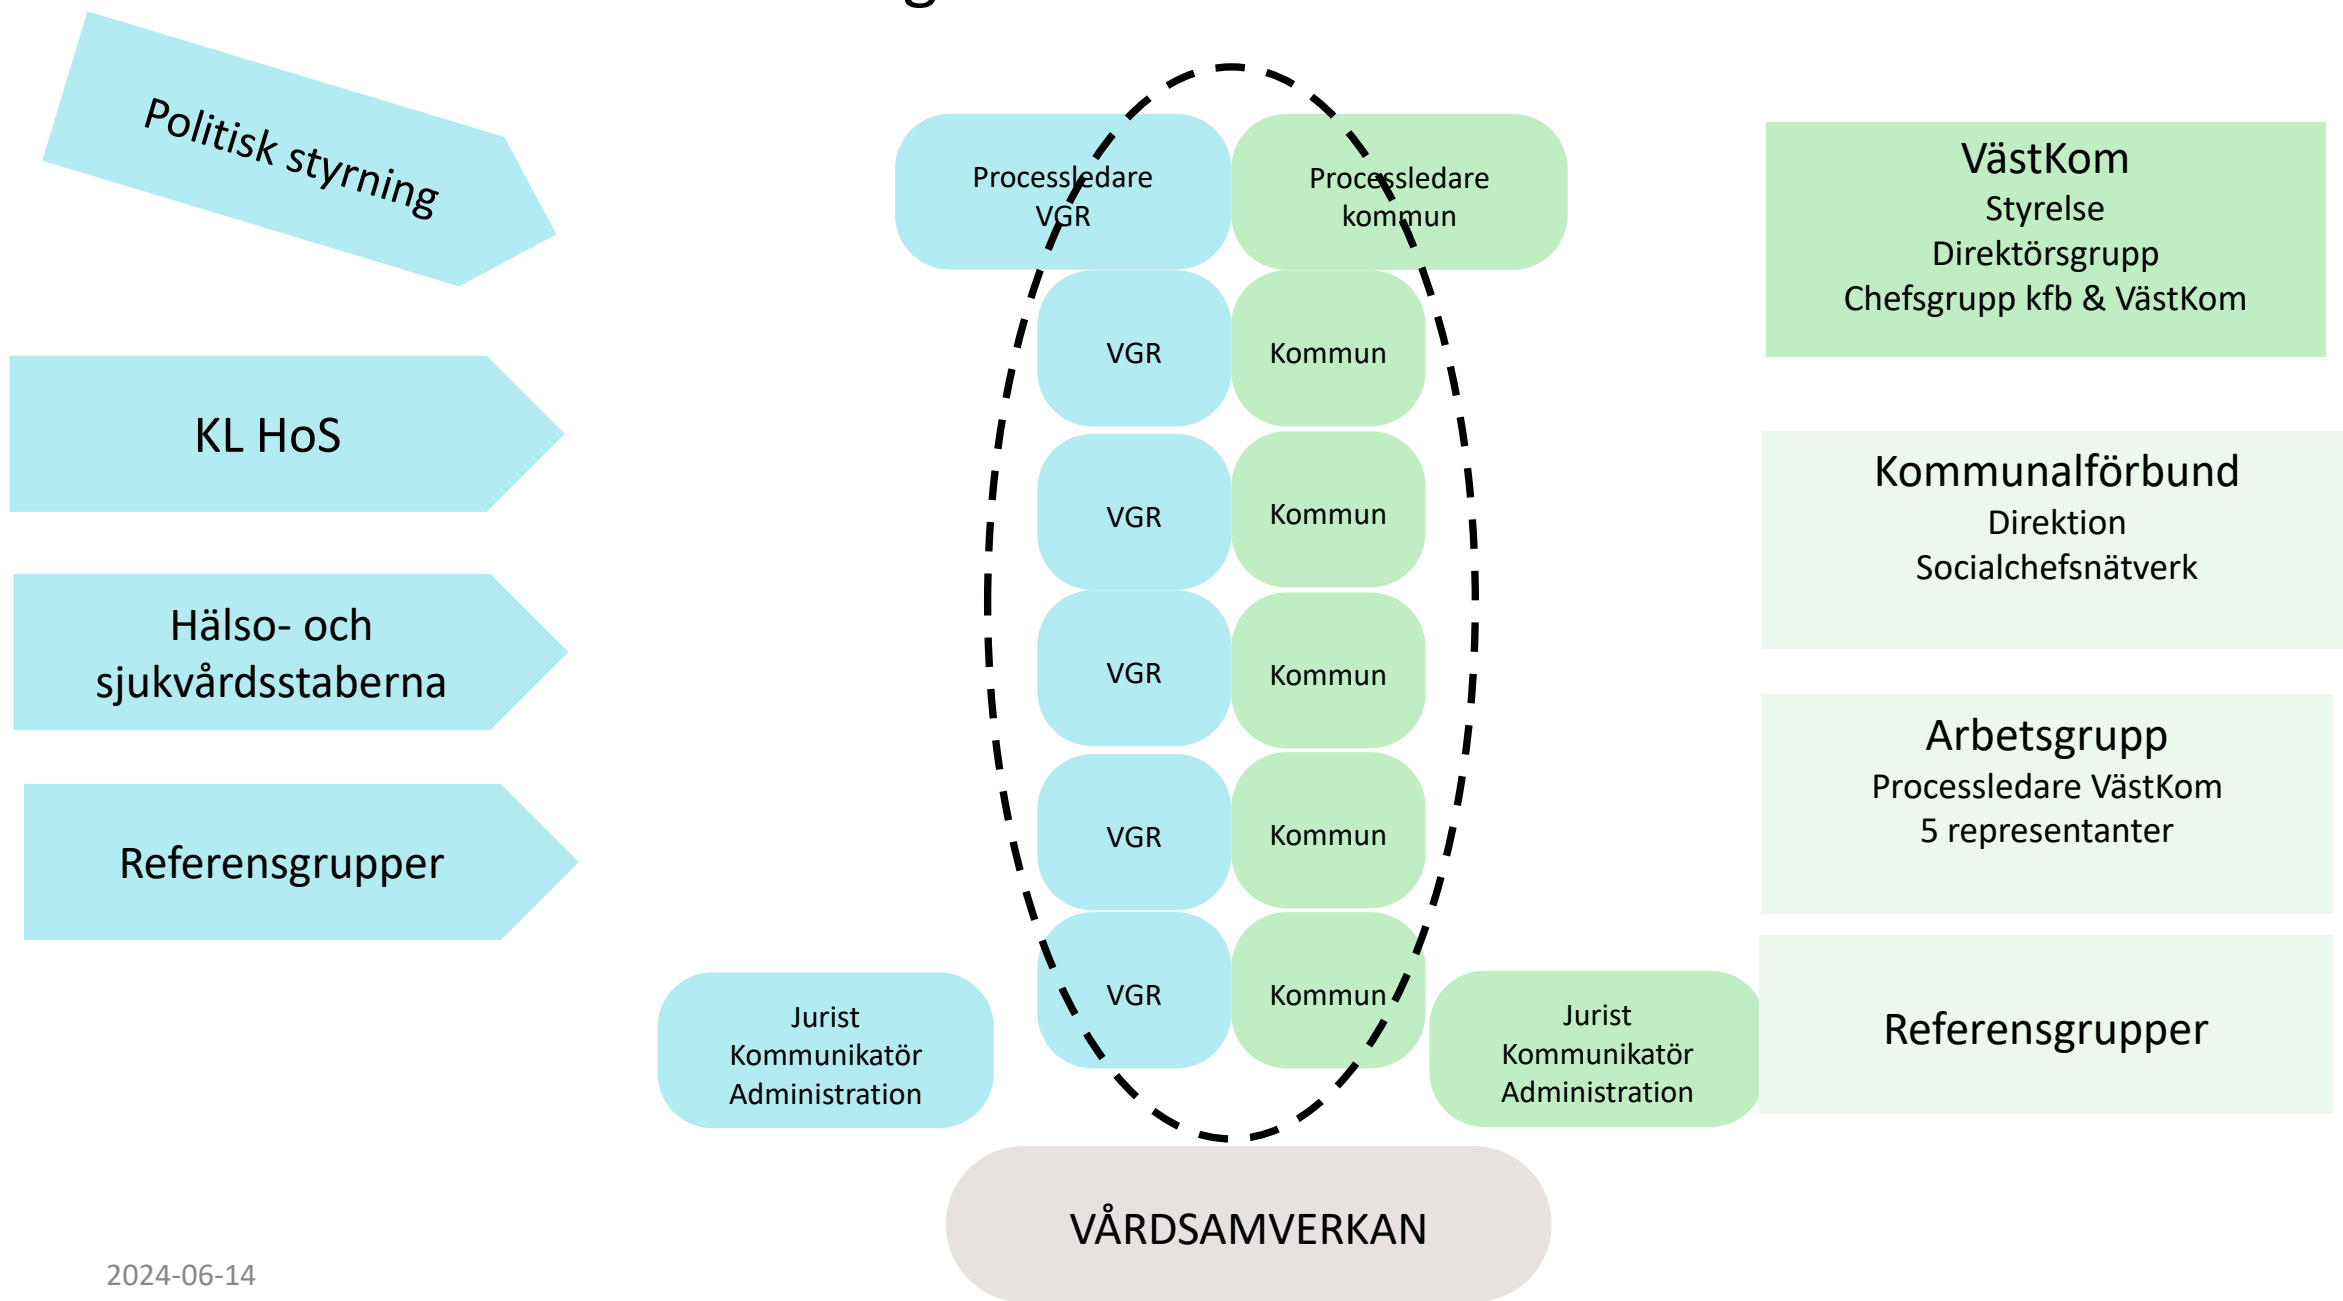 Politisk styrning
KL HoS
Hälso- och
sjukvårdsstaberna
Referensgrupper
Processledare
VGR
Processledare
kommun
VGR
Kommun
VGR
Kommun
VGR
Kommun
VGR
Kommun
VGR
Kommun
Jurist
Kommunikatör
Administration
Jurist
Kommunikatör
Administration
VÅRDSAMVERKAN
VästKom
Styrelse
Direktörsgrupp
Chefsgrupp kfb & VästKom
Kommunalförbund
Direktion
Socialchefsnätverk
Arbetsgrupp
Processledare VästKom
5 representanter
Referensgrupper
2024-06-14